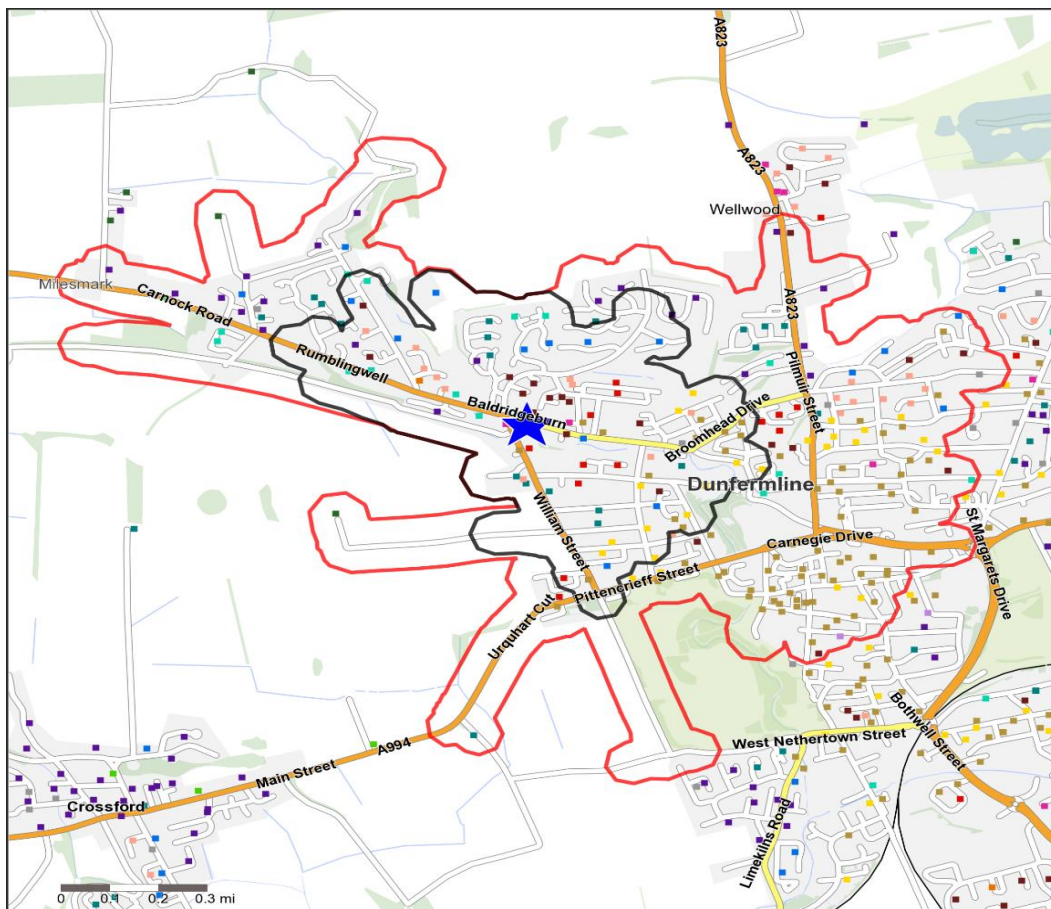 A823
A823
A823
Wellwood
Milesmark
Carnock Road
Rumblingwell
Baldridgeburn
Broomhead Drive
Pilmuir Street
Dunfermline
William Street
Carnegie Drive
St Margarets Drive
Pittencrieff Street
Urquhart Cut
A994
Main Street
Crossford
West Nethertown Street
Bothwell Street
Limekilns Road
0 0.1 0.2 0.3 mi